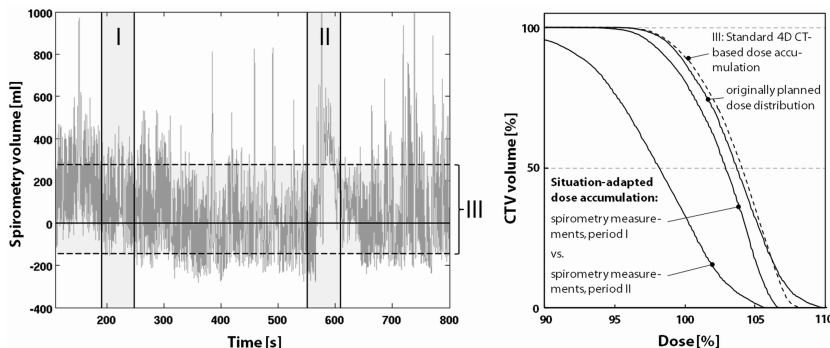 1000
800
600
400
200
0
-200
-400
Spirometry volume [ml]
I
II
III
200
300
400
500
600
700
800
Time [s]
100
50
0
CTV volume [%]
III: Standard 4D CT-
based dose accu-
mulation
originally planned
dose distribution
Situation-adapted
dose accumulation:
spirometry measure-
ments, period I
vs.
spirometry measure-
ments, period II
90
95
100
105
110
Dose [%]